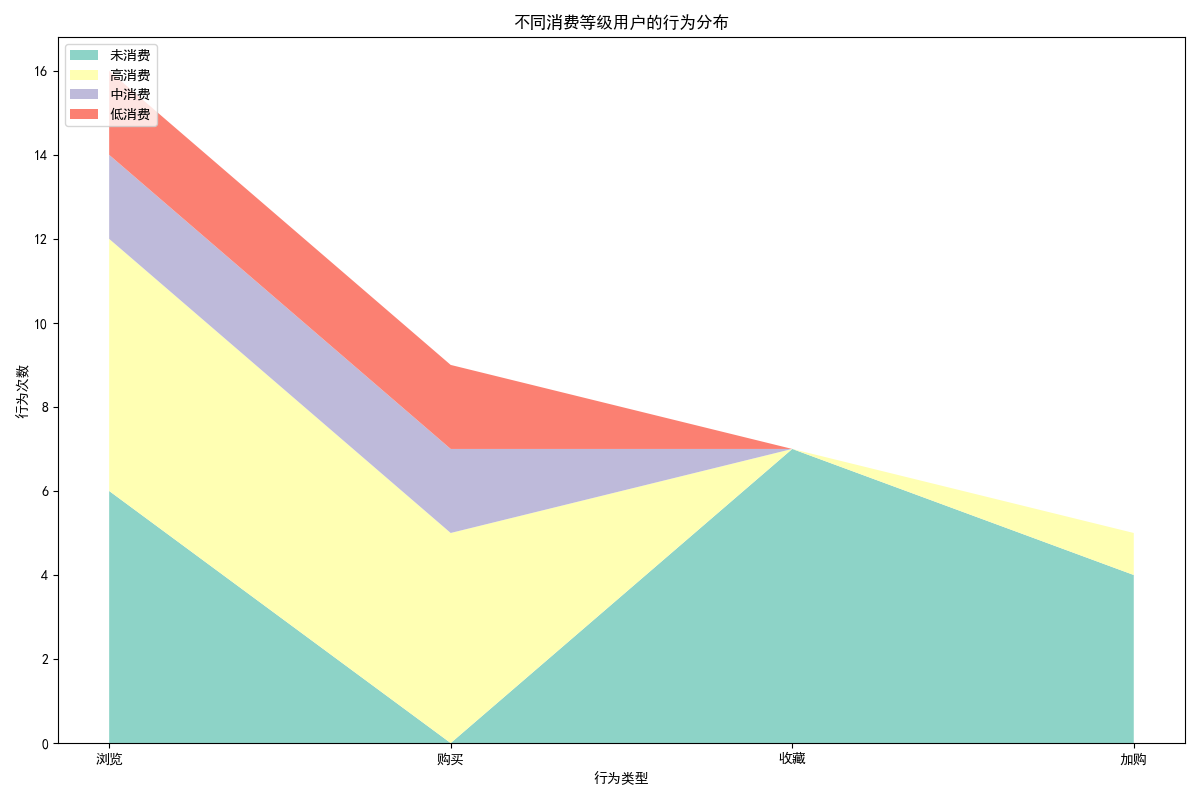 不同消费等级用户的行为分布
未消费
高消费
中消费
低消费
行为次数
16
14
12
10
8
6
4
2
0
浏览 购买 收藏 加购
行为类型